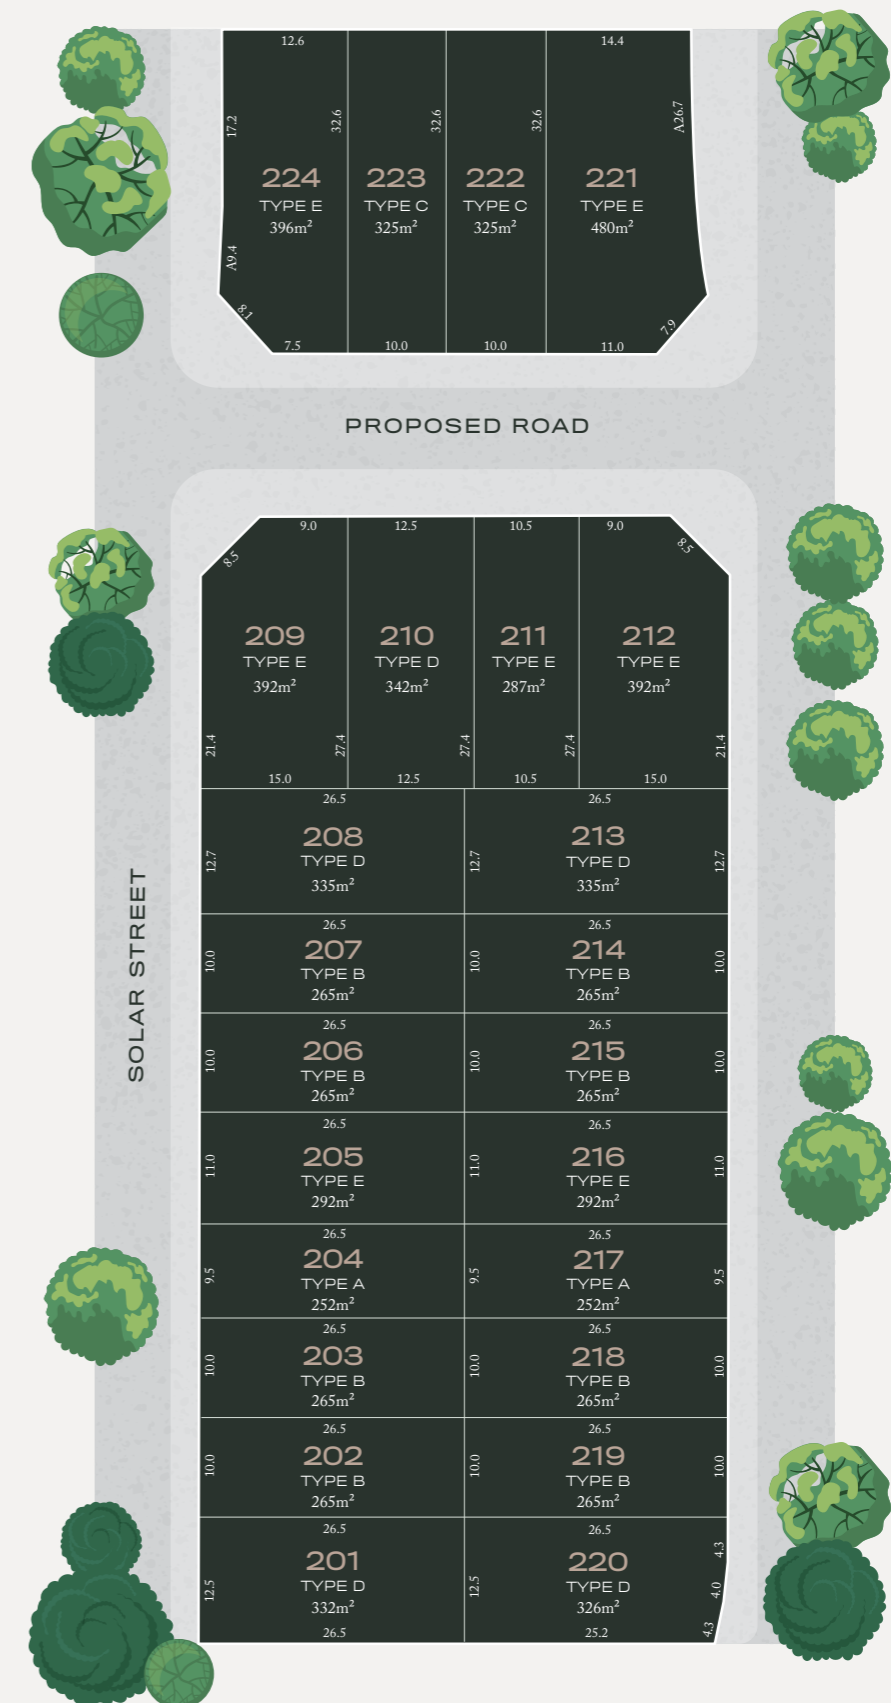 12.6
14.4
17.2
32.6
32.6
32.6
A26.7
224
TYPE E
396m²
223
TYPE C
325m²
222
TYPE C
325m²
221
TYPE E
480m²
A9.4
8.1
7.9
7.5
10.0
10.0
11.0
PROPOSED ROAD
9.0
12.5
10.5
9.0
8.5
8.5
209
TYPE E
392m²
210
TYPE D
342m²
211
TYPE E
287m²
212
TYPE E
392m²
21.4
27.4
27.4
27.4
21.4
15.0
12.5
10.5
15.0
SOLAR STREET
26.5
26.5
208
TYPE D
335m²
213
TYPE D
335m²
12.7
12.7
12.7
26.5
26.5
207
TYPE B
265m²
214
TYPE B
265m²
10.0
10.0
10.0
26.5
26.5
206
TYPE B
265m²
215
TYPE B
265m²
10.0
10.0
10.0
26.5
26.5
205
TYPE E
292m²
216
TYPE E
292m²
11.0
11.0
11.0
26.5
26.5
204
TYPE A
252m²
217
TYPE A
252m²
9.5
9.5
9.5
26.5
26.5
203
TYPE B
265m²
218
TYPE B
265m²
10.0
10.0
10.0
26.5
26.5
202
TYPE B
265m²
219
TYPE B
265m²
10.0
10.0
10.0
26.5
26.5
201
TYPE D
332m²
220
TYPE D
326m²
12.5
12.5
4.3
4.0
4.3
26.5
25.2